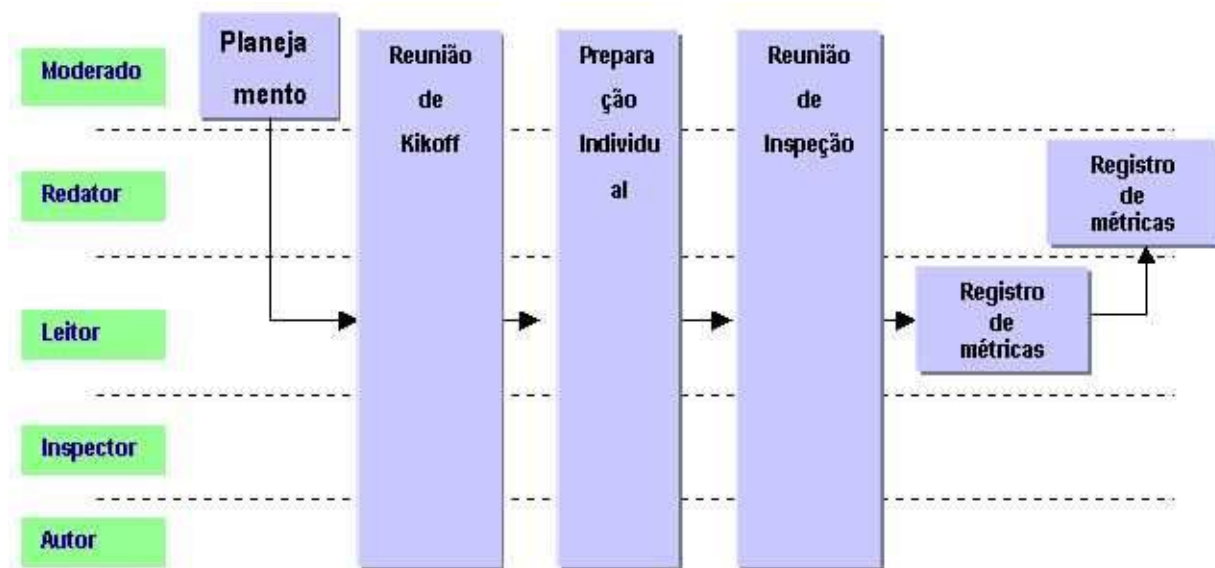 Moderado
Planeja
mento
Reunião
de
Kikoff
Prepara
ção
Individu
al
Reunião
de
Inspeção
Redator
Registro
de
métricas
Leitor
Registro
de
métricas
Inspector
Autor